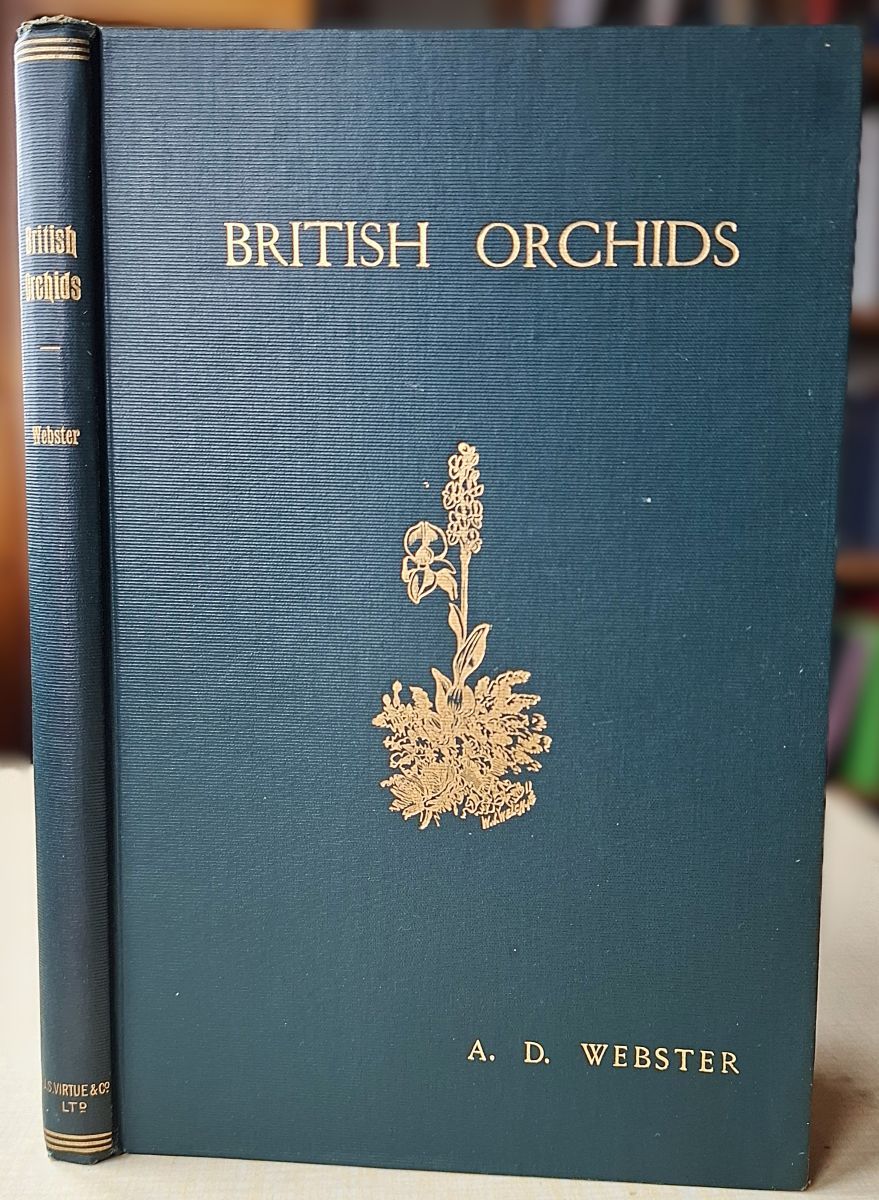 British
Orchids
Webster
J.S.VIRTUE & Cº
LTD
BRITISH ORCHIDS
A. D. WEBSTER